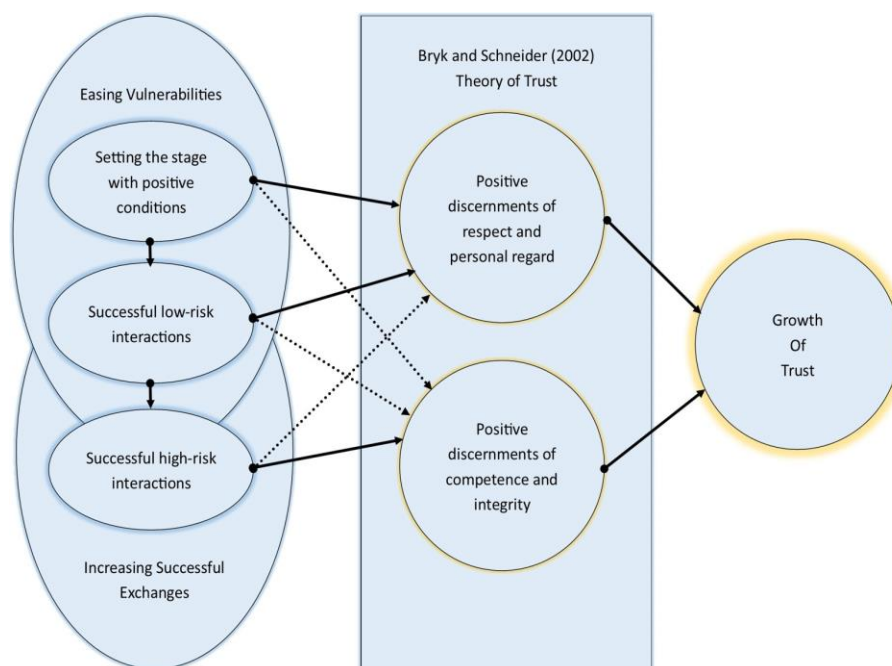 Easing Vulnerabilities
Setting the stage
with positive
conditions
Successful low-risk
interactions
Successful high-risk
interactions
Increasing Successful
Exchanges
Bryk and Schneider (2002)
Theory of Trust
Positive
discernments of
respect and
personal regard
Positive
discernments of
competence and
integrity
Growth
Of
Trust